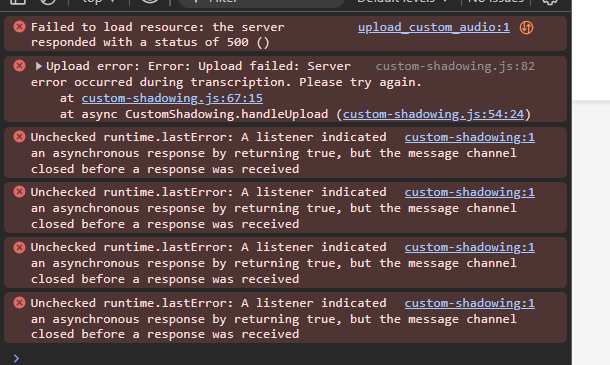 top
Filter
Default levels
No Issues
Failed to load resource: the server upload_custom_audio:1
responded with a status of 500 ()
▶Upload error: Error: Upload failed: Server custom-shadowing.js:82
error occurred during transcription. Please try again.
at custom-shadowing.js:67:15
at async CustomShadowing.handleUpload (custom-shadowing.js:54:24)
Unchecked runtime.lastError: A listener indicated custom-shadowing:1
an asynchronous response by returning true, but the message channel
closed before a response was received
Unchecked runtime.lastError: A listener indicated custom-shadowing:1
an asynchronous response by returning true, but the message channel
closed before a response was received
Unchecked runtime.lastError: A listener indicated custom-shadowing:1
an asynchronous response by returning true, but the message channel
closed before a response was received
Unchecked runtime.lastError: A listener indicated custom-shadowing:1
an asynchronous response by returning true, but the message channel
closed before a response was received
>